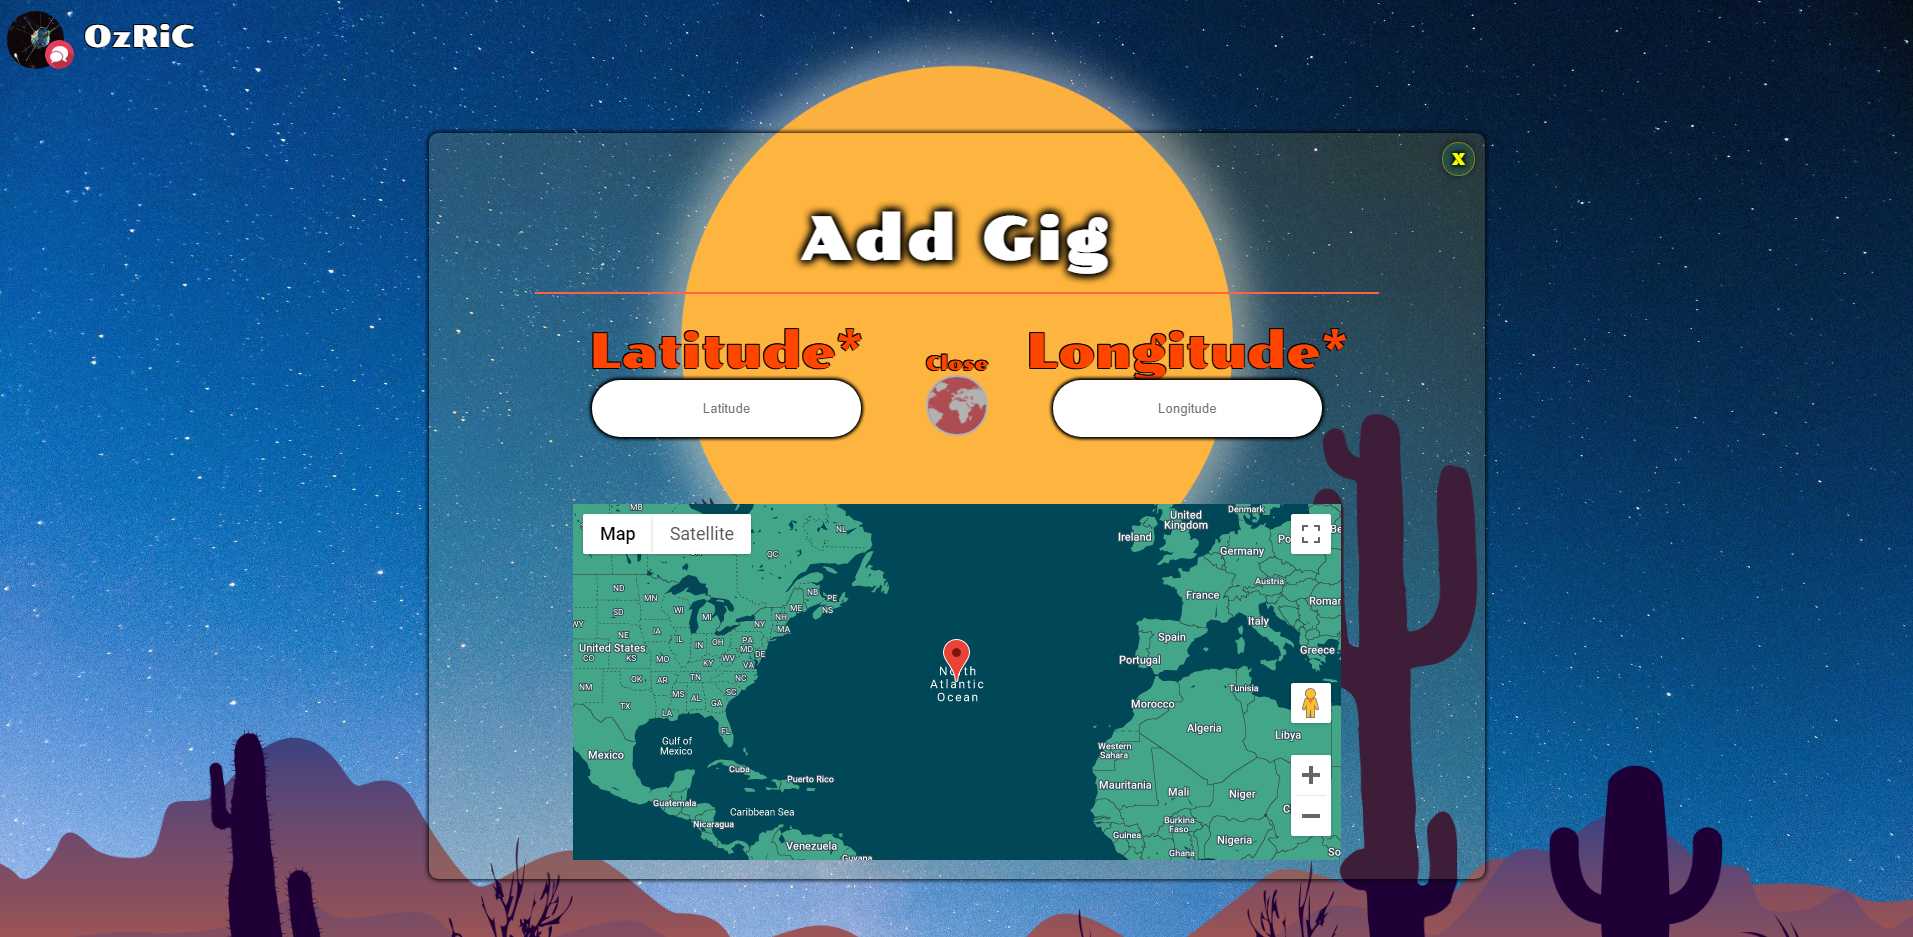 OzRiC
X
Add Gig
Latitude*
Close
Longitude*
Latitude
Longitude
Map
Satellite
MB
NL
QC
ND
MN
NB
PE
ME
NS
SD
WI
MI
NH
NY
MA
WY
NE
IA
IL
IN
OH
PA
MD
DE
United States
CO
KS
MO
KY
WV
VA
OK
AR
TN
NC
NM
MS
AL
SC
GA
TX
LA
FL
Gulf of
Mexico
Mexico
Cuba
Puerto Rico
Guatemala
Caribbean Sea
Nicaragua
Venezuela
Guyana
North
Atlantic
Ocean
United
Kingdom
Denmark
Ireland
Germany
Po
Be
Austria
France
Romar
Italy
Spain
Portugal
Greece
Tunisia
Morocco
Algeria
Libya
Western
Sahara
Mauritania
Mali
Niger
C
Burkina
Faso
Guinea
Nigeria
Ghana
So